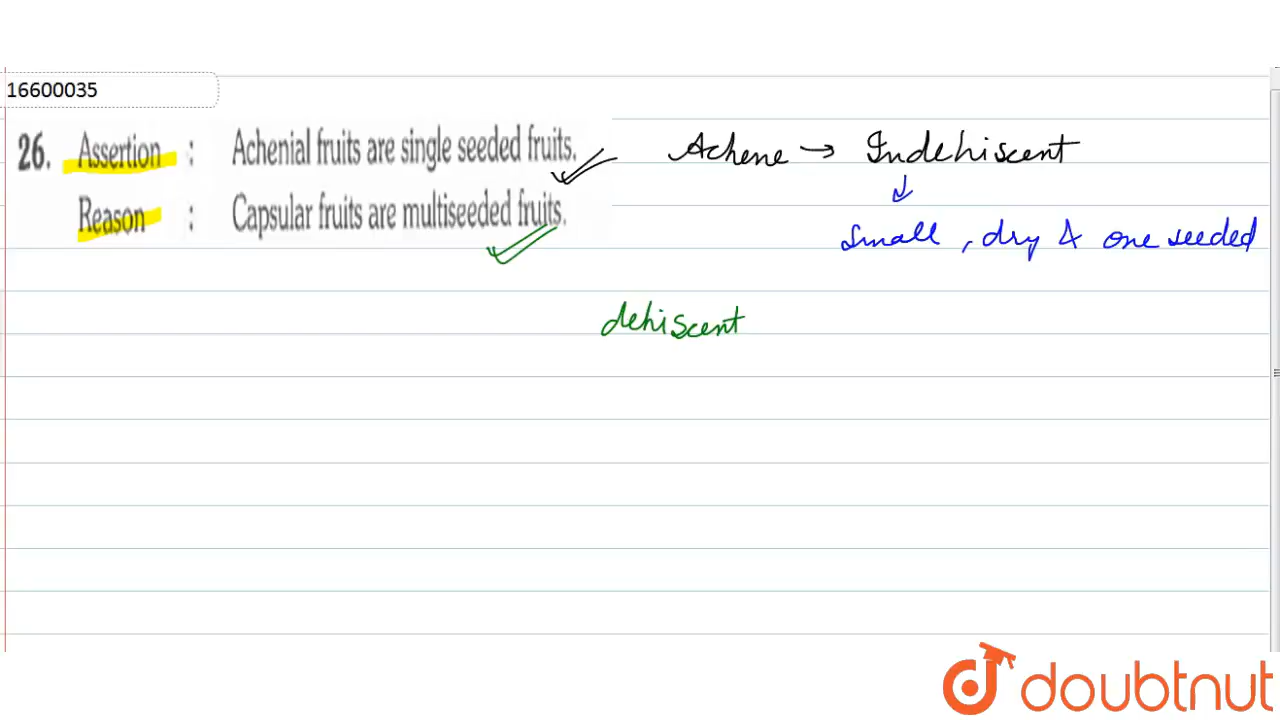 16600035
26. Assertion : Achenial fruits are single seeded fruits.
Reason : Capsular fruits are multiseeded fruits.
Achene → Indehiscent
↓
Small, dry & one seeded
dehiscent
doubtnut